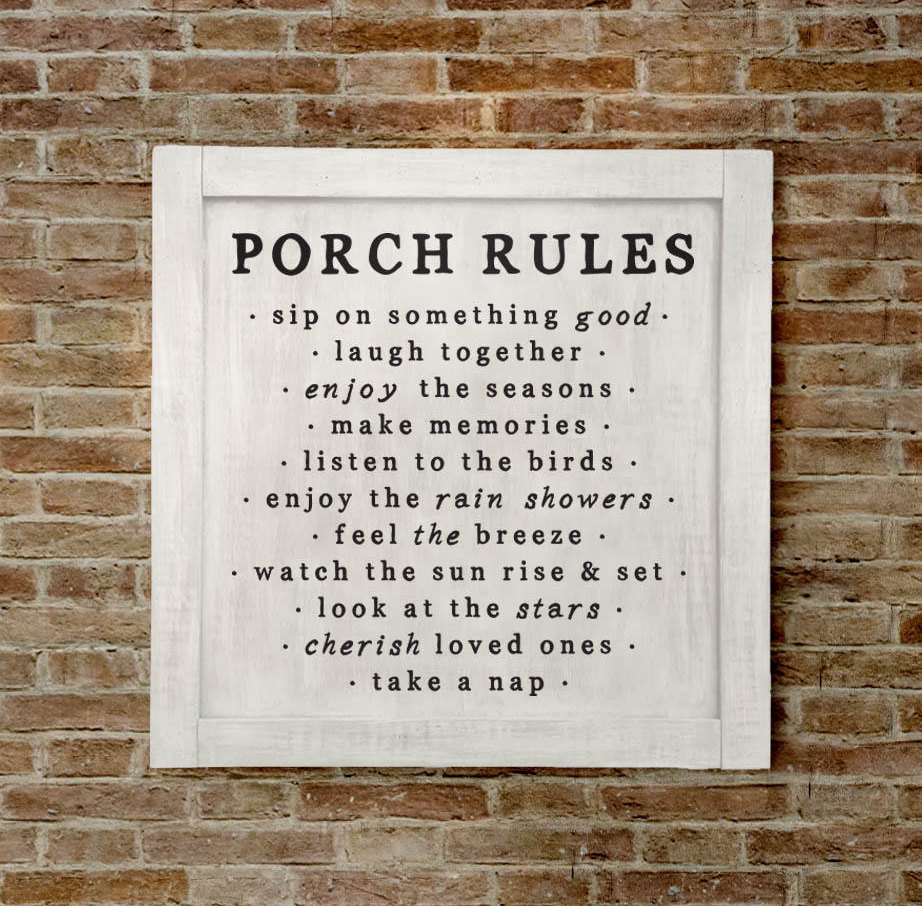 PORCH RULES
· sip on something good ·
· laugh together ·
· enjoy the seasons ·
· make memories ·
· listen to the birds ·
· enjoy the rain showers ·
· feel the breeze ·
· watch the sun rise & set ·
· look at the stars ·
· cherish loved ones ·
· take a nap ·